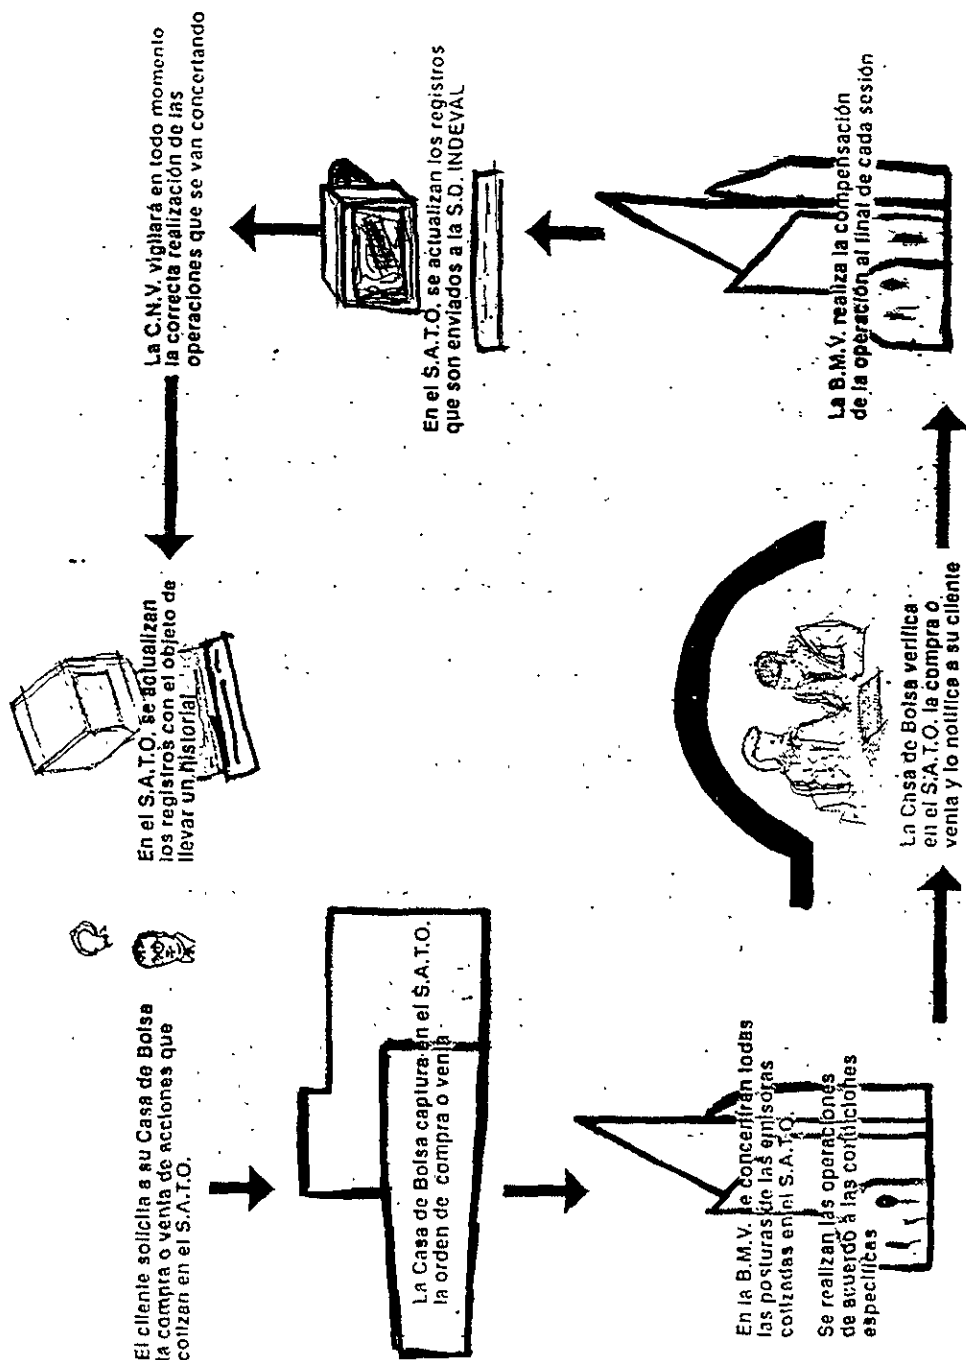 El cliente solicita a su Casa de Bolsa
la compra o venta de acciones que
cotizan en el S.A.T.O.
La Casa de Bolsa captura en el S.A.T.O.
la orden de compra o venta
En la B.M.V. se concentran todas
las posturas de las emisoras
cotizadas en el S.A.T.O.
Se realizan las operaciones
de acuerdo a las condiciones
específicas
La Casa de Bolsa verifica
en el S.A.T.O. la compra o
venta y lo notifica a su cliente
La B.M.V. realiza la compensación
de la operación al final de cada sesión
En el S.A.T.O. se actualizan los registros
que son enviados a la S.D. INDEVAL
La C.N.V. vigilará en todo momento
la correcta realización de las
operaciones que se van concertando
En el S.A.T.O. se actualizan
los registros con el objeto de
llevar un historial